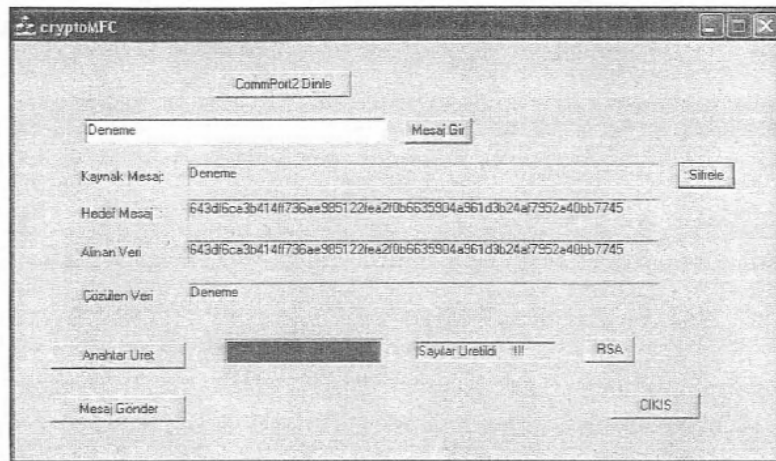 cryptoMFC
CommPort2 Dinle
Deneme
Mesaj Gir
Kaynak Mesaj: Deneme
Sifrele
Hedef Mesaj : 643df6ca3b414ff736ae985122fea2f0b6635904a961d3b24af7952a40bb7745
Alinan Veri : 643df6ca3b414ff736ae985122fea2f0b6635904a961d3b24af7952a40bb7745
Çözülen Veri Deneme
Anahtar Uret
Sayılar Uretildi !!!
RSA
Mesaj Gönder
CIKIS